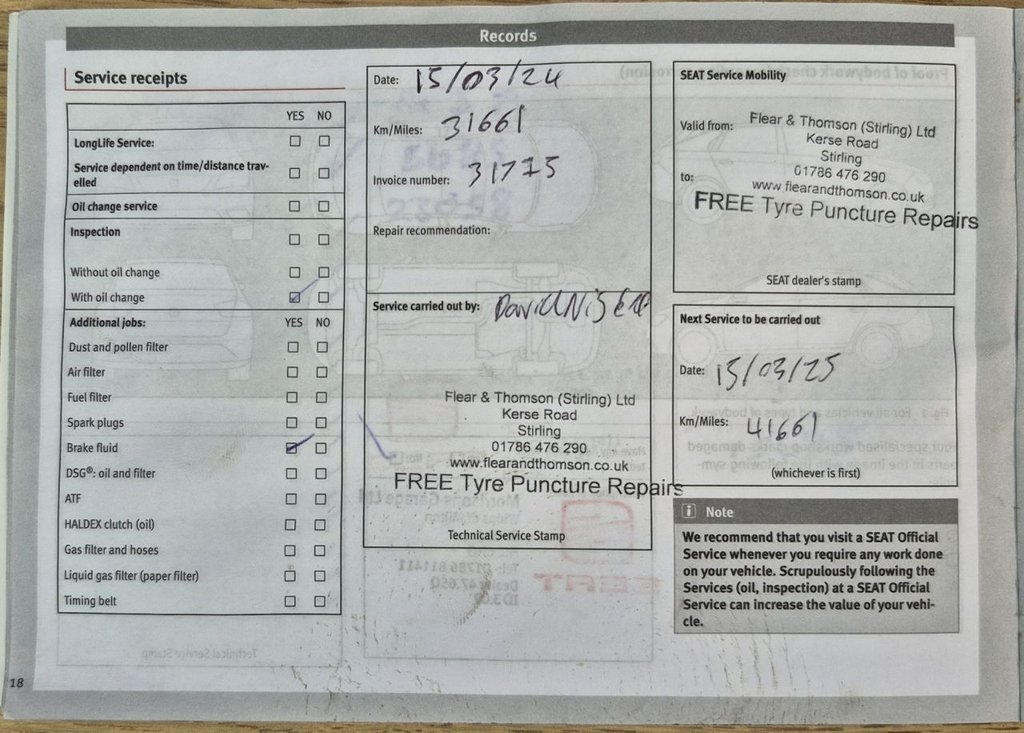 Records
Service receipts
YES NO
LongLife Service:
Service dependent on time/distance trav-
elled
Oil change service
Inspection
Without oil change
With oil change
Additional jobs: YES NO
Dust and pollen filter
Air filter
Fuel filter
Spark plugs
Brake fluid
DSG®: oil and filter
ATF
HALDEX clutch (oil)
Gas filter and hoses
Liquid gas filter (paper filter)
Timing belt
Date: 15/03/24
Km/Miles: 31661
Invoice number: 31775
Repair recommendation:
Service carried out by: David
Flear & Thomson (Stirling) Ltd
Kerse Road
Stirling
01786 476 290
www.flearandthomson.co.uk
FREE Tyre Puncture Repairs
Technical Service Stamp
SEAT Service Mobility
Valid from:
to:
Flear & Thomson (Stirling) Ltd
Kerse Road
Stirling
01786 476 290
www.flearandthomson.co.uk
FREE Tyre Puncture Repairs
SEAT dealer's stamp
Next Service to be carried out
Date: 15/03/25
Km/Miles: 41661
(whichever is first)
i Note
We recommend that you visit a SEAT Official
Service whenever you require any work done
on your vehicle. Scrupulously following the
Services (oil, inspection) at a SEAT Official
Service can increase the value of your vehi-
cle.
18